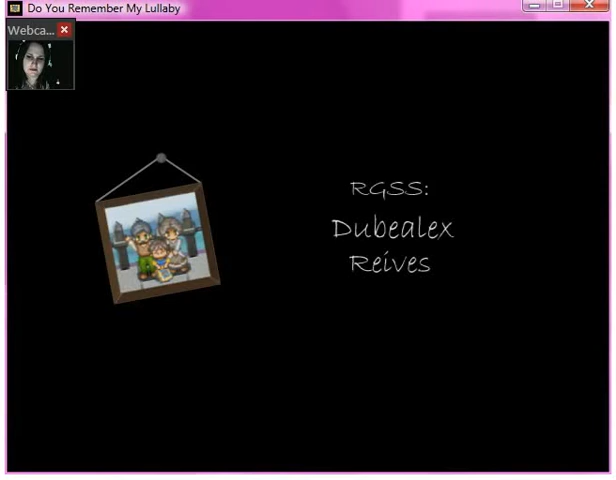 Do You Remember My Lullaby
Webca...
RGSS:
Dubealex
Reives